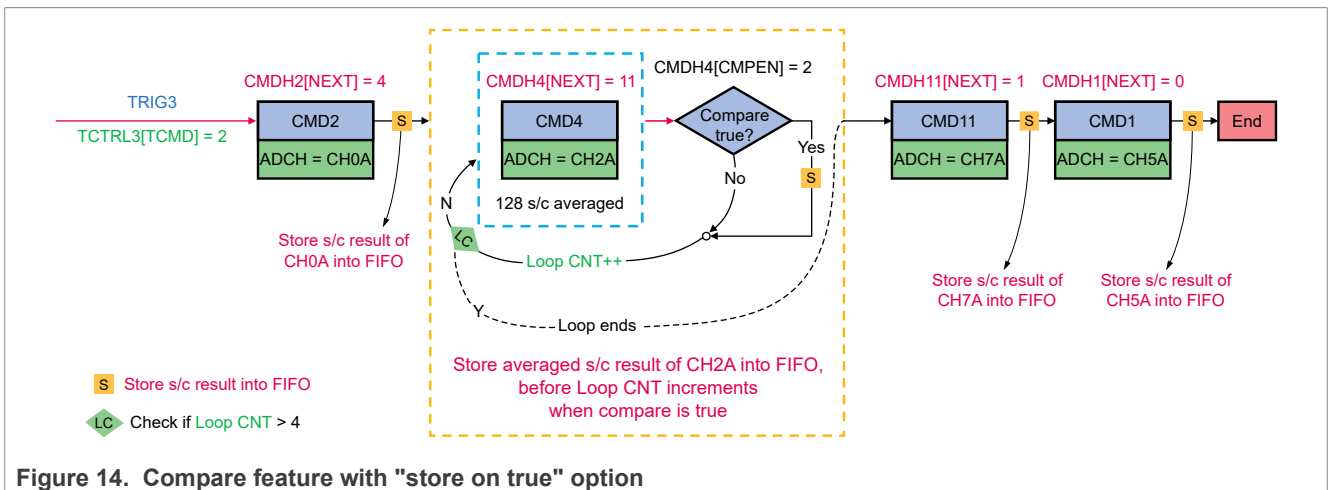 TRIG3
TCTRL3[TCMD] = 2
CMDH2[NEXT] = 4
CMD2
ADCH = CH0A
S
Store s/c result of
CH0A into FIFO
CMDH4[NEXT] = 11
CMD4
ADCH = CH2A
128 s/c averaged
CMDH4[CMPEN] = 2
Compare
true?
Yes
S
No
N
LC
Loop CNT++
Y
Loop ends
Store averaged s/c result of CH2A into FIFO,
before Loop CNT increments
when compare is true
CMDH11[NEXT] = 1
CMD11
ADCH = CH7A
S
Store s/c result of
CH7A into FIFO
CMDH1[NEXT] = 0
CMD1
ADCH = CH5A
S
Store s/c result of
CH5A into FIFO
End
S Store s/c result into FIFO
LC Check if Loop CNT > 4
Figure 14. Compare feature with "store on true" option